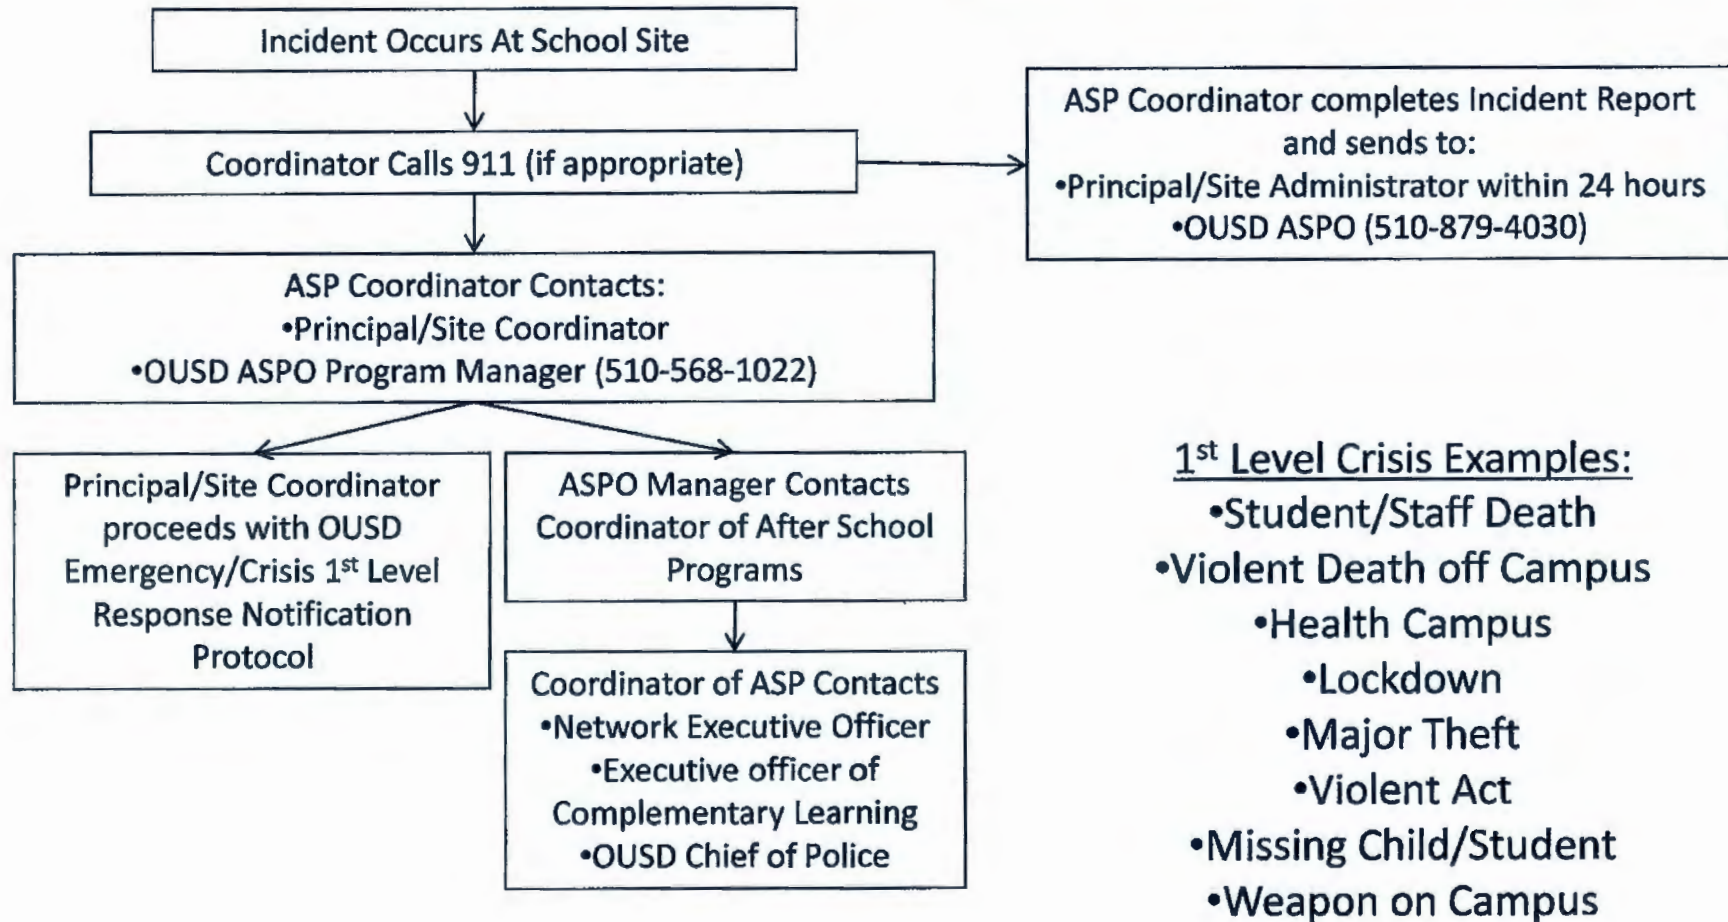 Incident Occurs At School Site
Coordinator Calls 911 (if appropriate)
ASP Coordinator completes Incident Report
and sends to:
•Principal/Site Administrator within 24 hours
•OUSD ASPO (510-879-4030)
ASP Coordinator Contacts:
•Principal/Site Coordinator
•OUSD ASPO Program Manager (510-568-1022)
Principal/Site Coordinator
proceeds with OUSD
Emergency/Crisis 1st Level
Response Notification
Protocol
ASPO Manager Contacts
Coordinator of After School
Programs
Coordinator of ASP Contacts
•Network Executive Officer
•Executive officer of
Complementary Learning
•OUSD Chief of Police
1st Level Crisis Examples:
•Student/Staff Death
•Violent Death off Campus
•Health Campus
•Lockdown
•Major Theft
•Violent Act
•Missing Child/Student
•Weapon on Campus